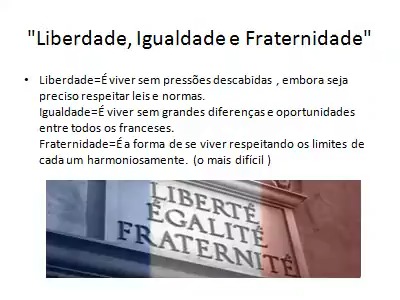 "Liberdade, Igualdade e Fraternidade"
• Liberdade=É viver sem pressões descabidas , embora seja
preciso respeitar leis e normas.
Igualdade=É viver sem grandes diferenças e oportunidades
entre todos os franceses.
Fraternidade=É a forma de se viver respeitando os limites de
cada um harmoniosamente. (o mais difícil )
LIBERTÉ
ÉGALITÉ
FRATERNITÉ